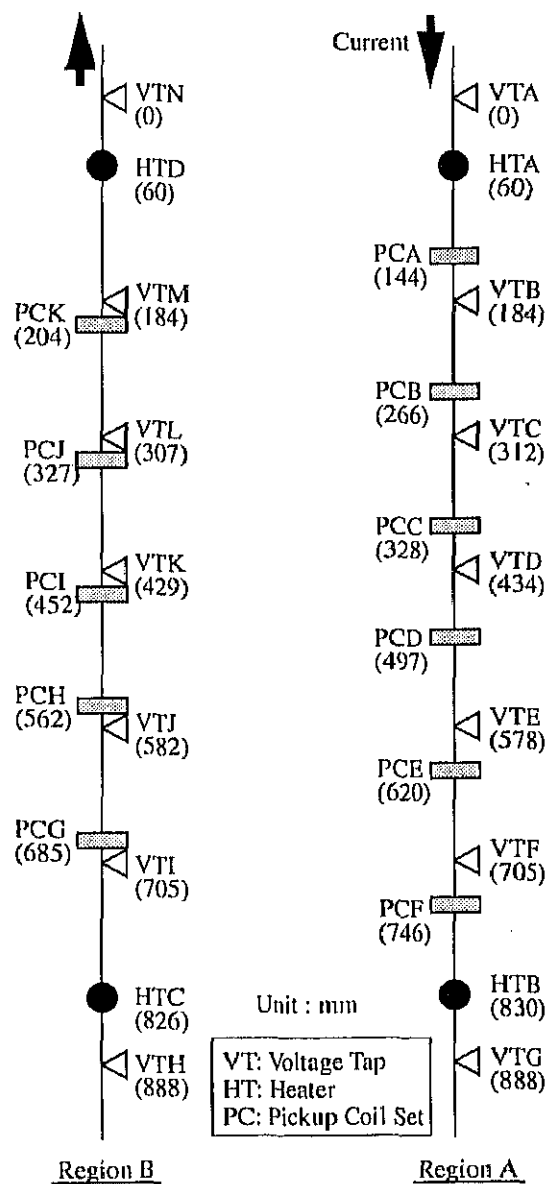 Current
VTN
(0)
HTD
(60)
VTM
(184)
PCK
(204)
VTL
(307)
PCJ
(327)
VTK
(429)
PCI
(452)
PCH
(562)
VTJ
(582)
PCG
(685)
VTI
(705)
HTC
(826)
VTH
(888)
Region B
VTA
(0)
HTA
(60)
PCA
(144)
VTB
(184)
PCB
(266)
VTC
(312)
PCC
(328)
VTD
(434)
PCD
(497)
VTE
(578)
PCE
(620)
VTF
(705)
PCF
(746)
HTB
(830)
VTG
(888)
Unit : mm
VT: Voltage Tap
HT: Heater
PC: Pickup Coil Set
Region A